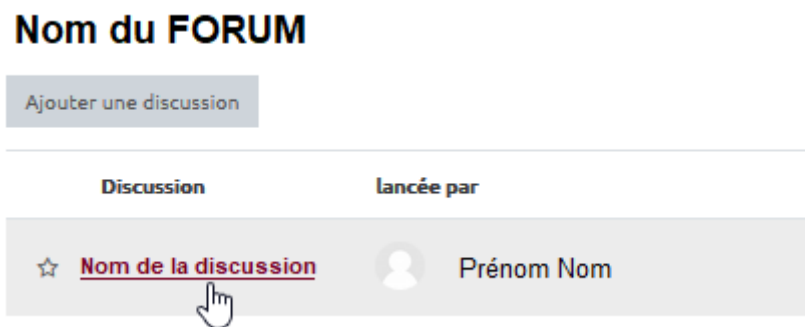 Nom du FORUM
Ajouter une discussion
Discussion lancée par
Nom de la discussion Prénom Nom